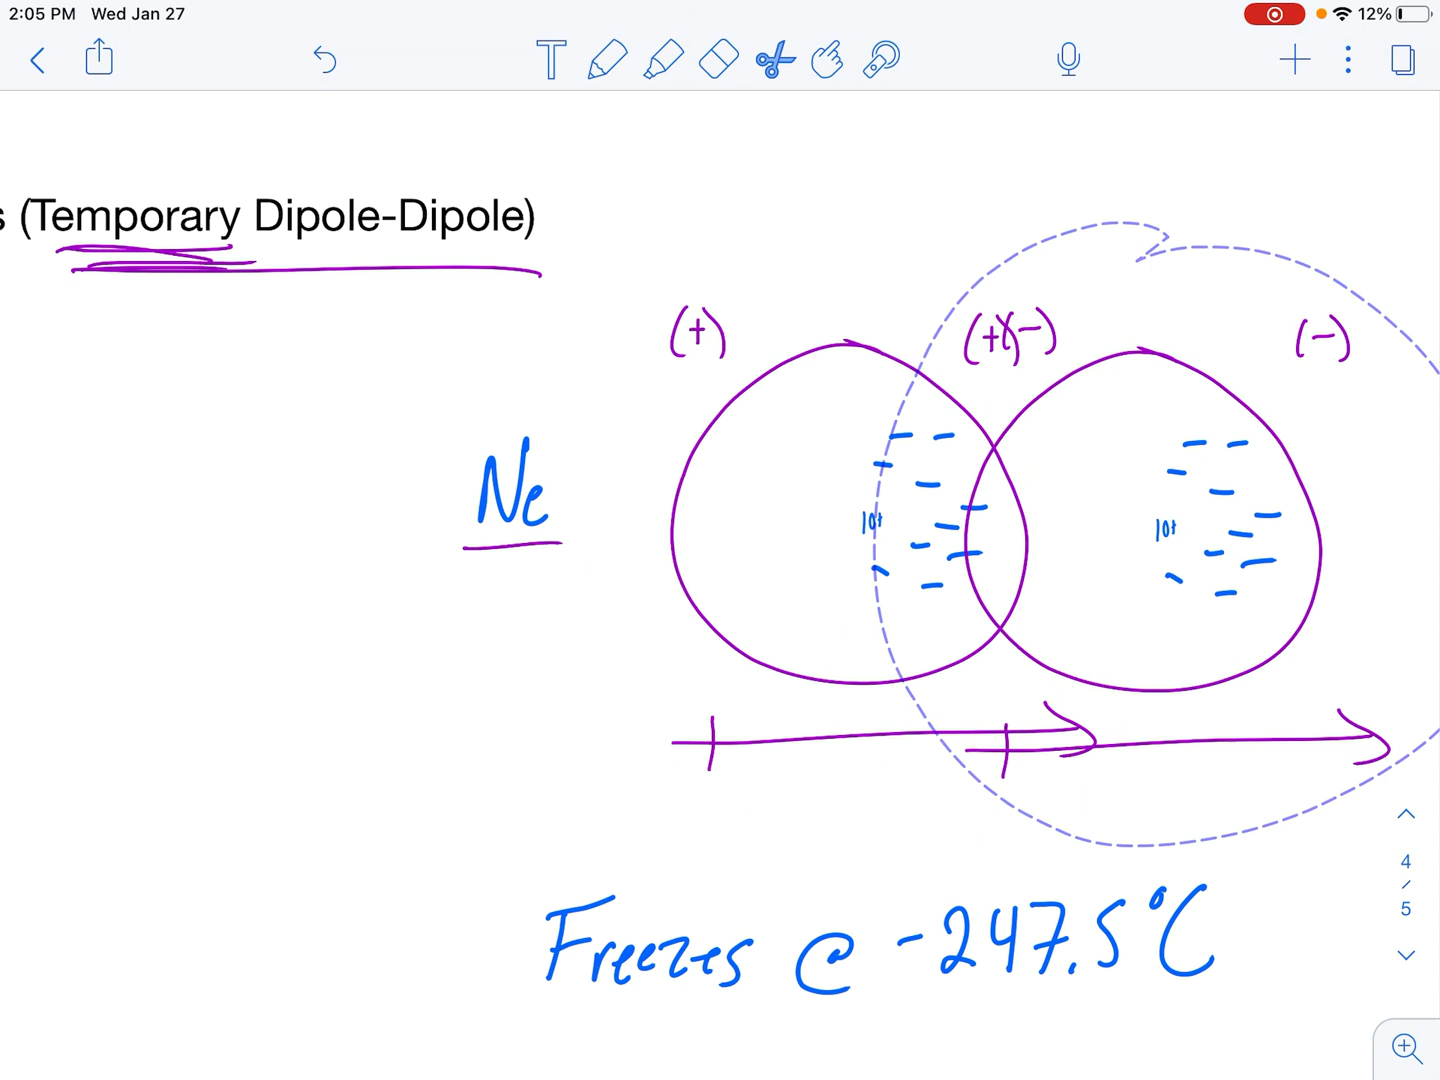 2:05 PM Wed Jan 27
12%
T
s (Temporary Dipole-Dipole)
(+) (+)(-) (-)
Ne
10+ 10+
4
/
5
Freezes @ -247.5°C